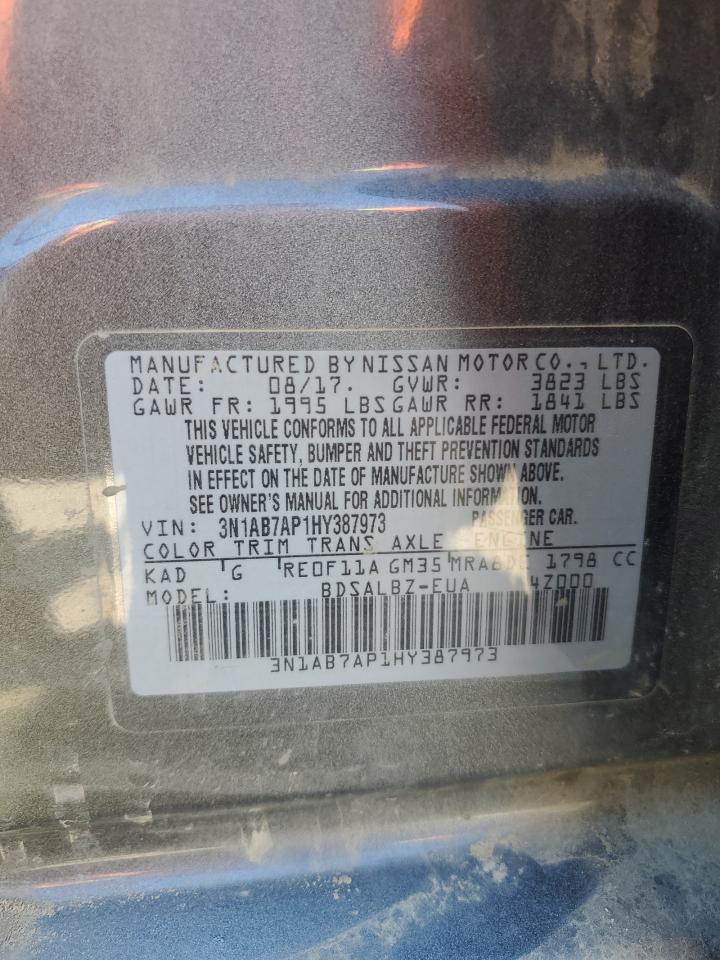 MANUFACTURED BY NISSAN MOTOR CO., LTD.
DATE: 08/17. GVWR: 3823 LBS
GAWR FR: 1995 LBS GAWR RR: 1841 LBS
THIS VEHICLE CONFORMS TO ALL APPLICABLE FEDERAL MOTOR
VEHICLE SAFETY, BUMPER AND THEFT PREVENTION STANDARDS
IN EFFECT ON THE DATE OF MANUFACTURE SHOWN ABOVE.
SEE OWNER'S MANUAL FOR ADDITIONAL INFORMATION.
VIN: 3N1AB7AP1HY387973 PASSENGER CAR.
COLOR TRIM TRANS AXLE ENGINE
KAD G RE0F11A GM35 MRA8DE 1798 CC
MODEL: BDSALBZ-EUA 4Z000
3N1AB7AP1HY387973